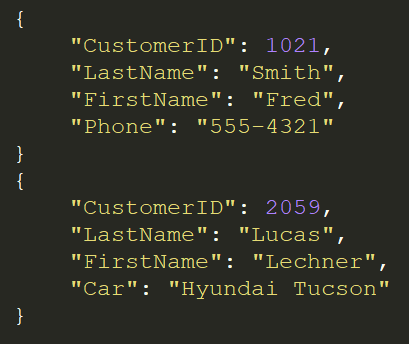 {
    "CustomerID": 1021,
    "LastName": "Smith",
    "FirstName": "Fred",
    "Phone": "555-4321"
}
{
    "CustomerID": 2059,
    "LastName": "Lucas",
    "FirstName": "Lechner",
    "Car": "Hyundai Tucson"
}